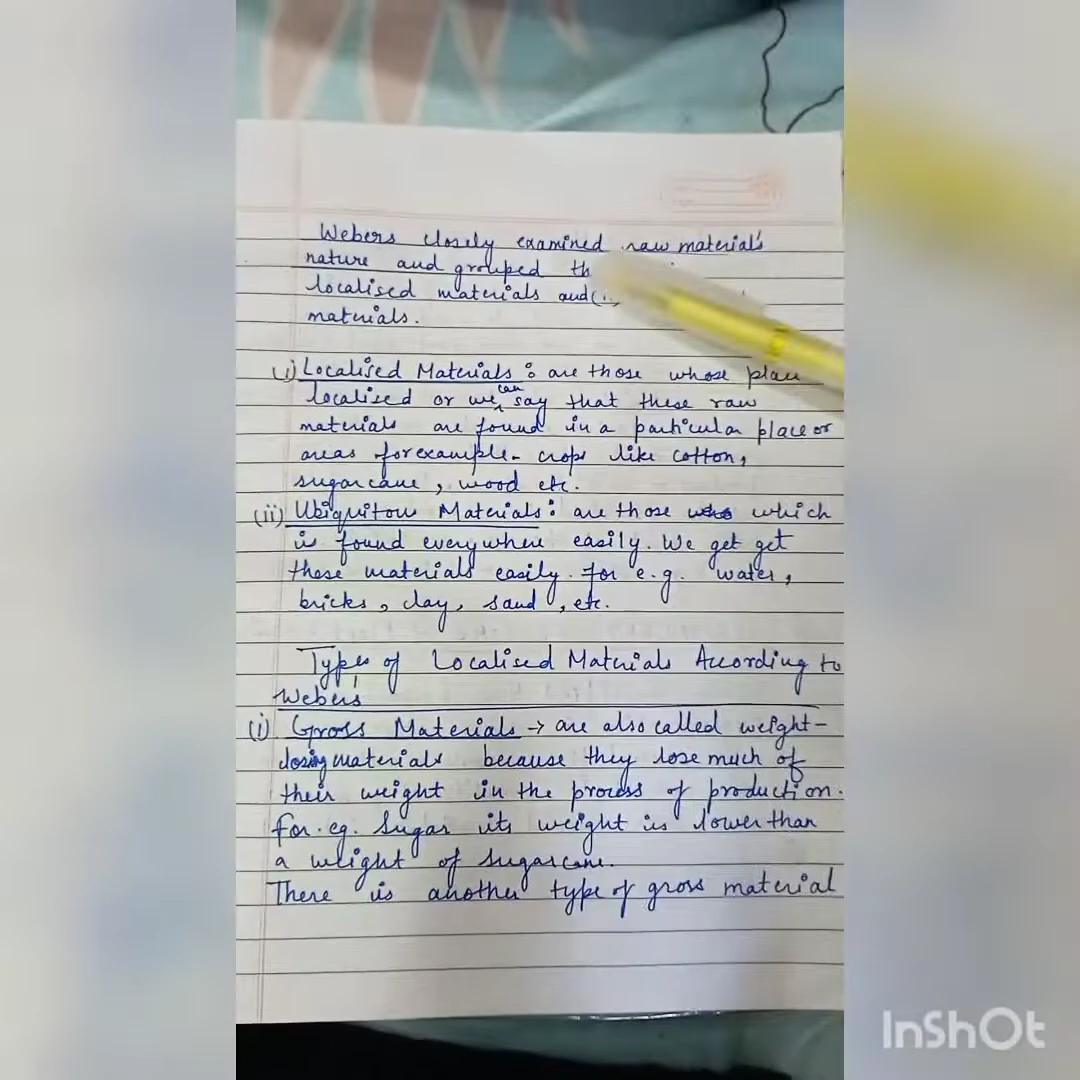 Webers closely examined raw material's
nature and grouped
localised materials and
materials.
(i) Localised Materials : are those whose place
localised or we can say that these raw
materials are found in a particular place or
areas for example - crops like cotton,
sugarcane, wood etc.
(ii) Ubiquitous Materials : are those which
is found everywhere easily. We get get
these materials easily. For e.g. water,
bricks, clay, sand, etc.
Types of Localised Materials According to
Webers
(i) Gross Materials → are also called weight-
losing materials because they lose much of
their weight in the process of production.
For. eg. Sugar its weight is lower than
a weight of sugarcane.
There is another type of gross material
InShOt